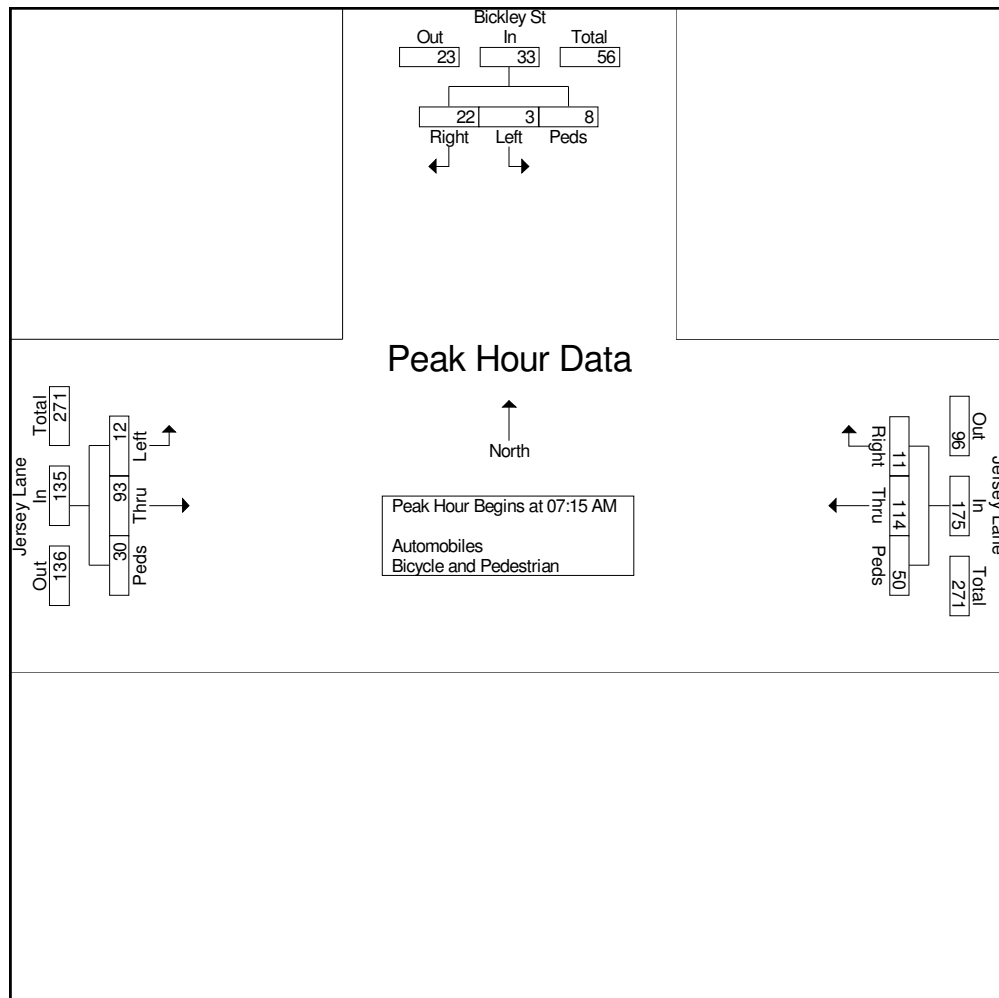 Bickley St
Out In Total
23 33 56
22 3 8
Right Left Peds
Peak Hour Data
North
Peak Hour Begins at 07:15 AM
Automobiles
Bicycle and Pedestrian
Jersey Lane
Out In Total
136 135 271
12 93 30
Left Thru Peds
Jersey Lane
Out In Total
96 175 271
11 114 50
Right Thru Peds